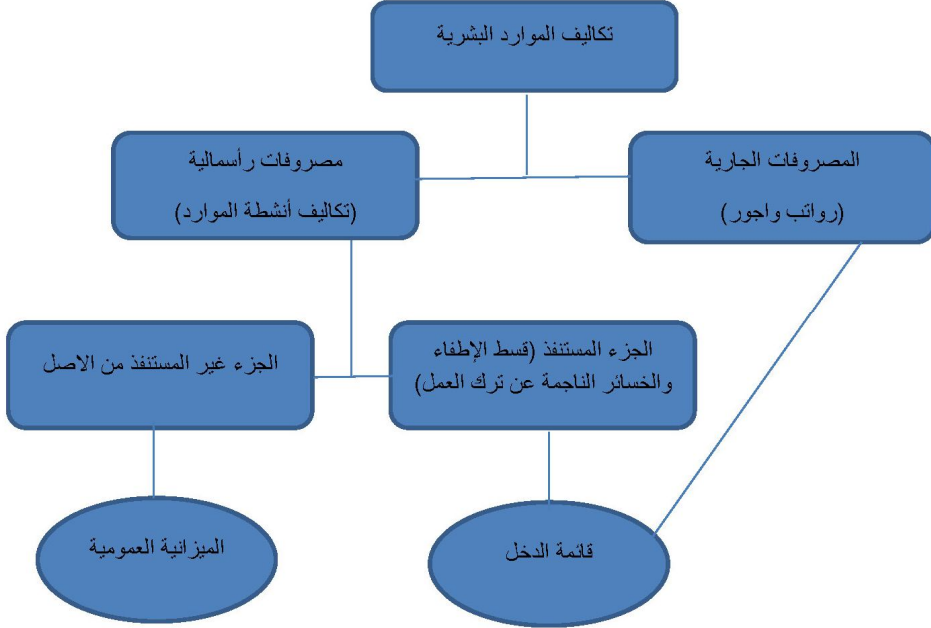 تكاليف الموارد البشرية
المصروفات الجارية
(رواتب واجور)
مصروفات رأسمالية
(تكاليف أنشطة الموارد)
الجزء المستنفذ (قسط الإطفاء
والخسائر الناجمة عن ترك العمل)
الجزء غير المستنفذ من الاصل
قائمة الدخل
الميزانية العمومية